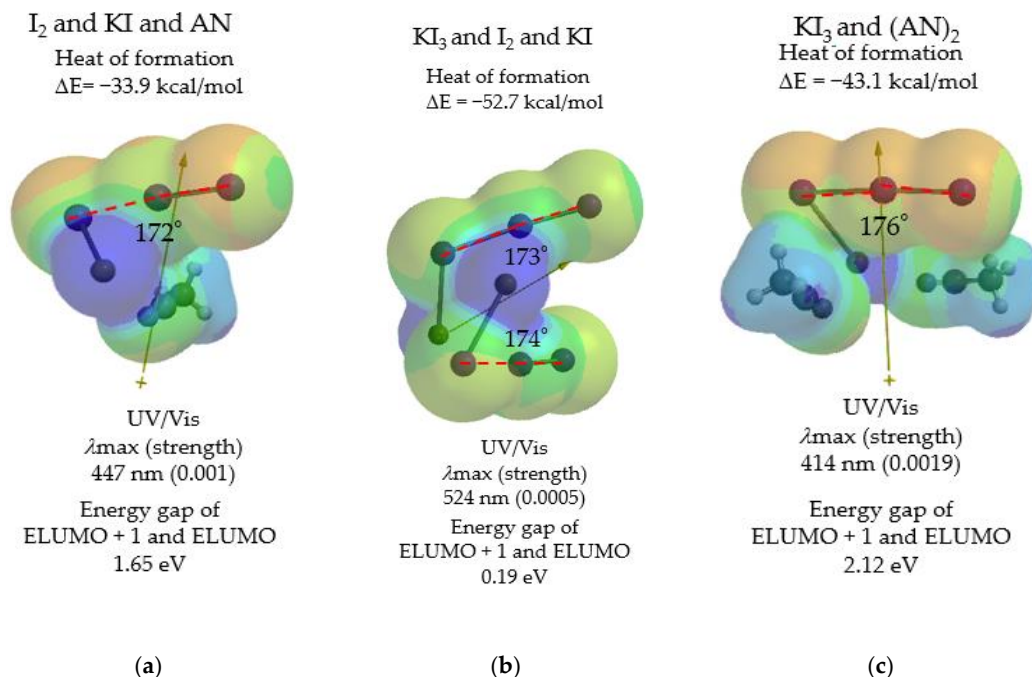 I₂ and KI and AN
Heat of formation
ΔE= −33.9 kcal/mol
172°
UV/Vis
λmax (strength)
447 nm (0.001)
Energy gap of
ELUMO + 1 and ELUMO
1.65 eV
(a)
KI₃ and I₂ and KI
Heat of formation
ΔE = −52.7 kcal/mol
173°
174°
UV/Vis
λmax (strength)
524 nm (0.0005)
Energy gap of
ELUMO + 1 and ELUMO
0.19 eV
(b)
KI₃ and (AN)₂
Heat of formation
ΔE = −43.1 kcal/mol
176°
UV/Vis
λmax (strength)
414 nm (0.0019)
Energy gap of
ELUMO + 1 and ELUMO
2.12 eV
(c)